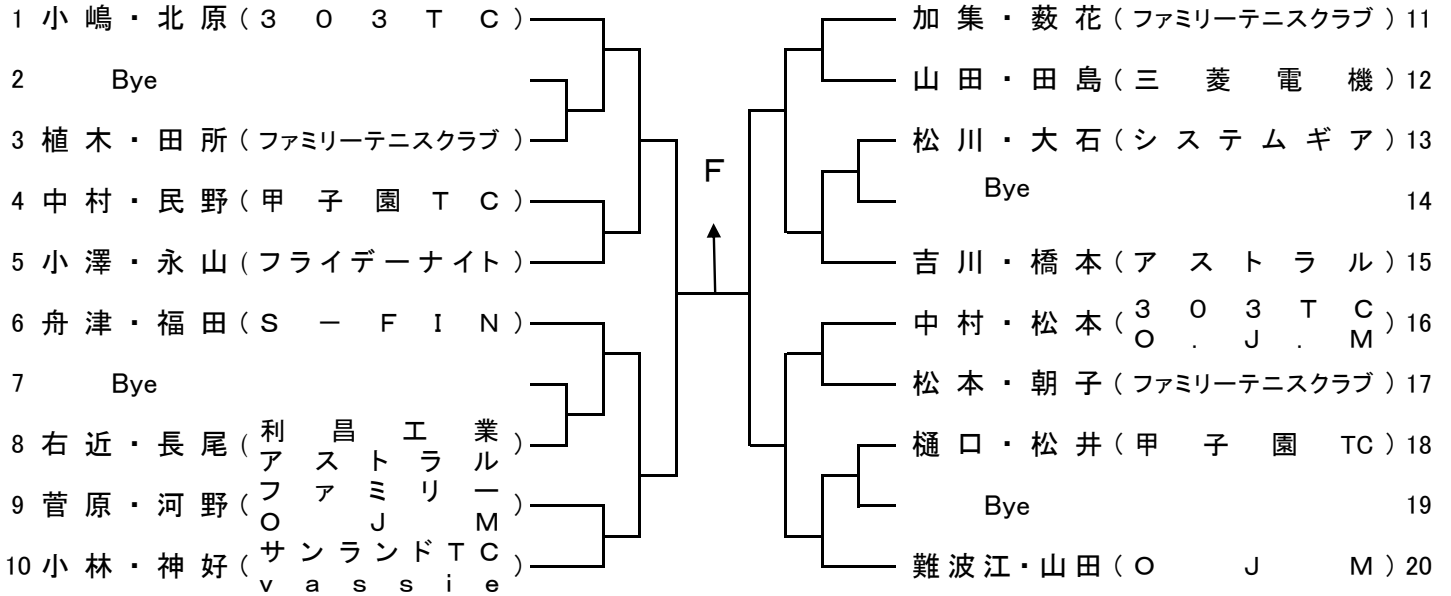 1 小嶋・北原(303TC)
2 Bye
3 植木・田所(ファミリーテニスクラブ)
4 中村・民野(甲子園TC)
5 小澤・永山(フライデーナイト)
6 舟津・福田(S-FIN)
7 Bye
8 右近・長尾(利昌工業 アストラル)
9 菅原・河野(ファミリー OJM)
10 小林・神好(サンランドTC vassie)
F
加集・薮花(ファミリーテニスクラブ)11
山田・田島(三菱電機)12
松川・大石(システムギア)13
Bye 14
吉川・橋本(アストラル)15
中村・松本(303TC O.J.M)16
松本・朝子(ファミリーテニスクラブ)17
樋口・松井(甲子園TC)18
Bye 19
難波江・山田(OJM)20